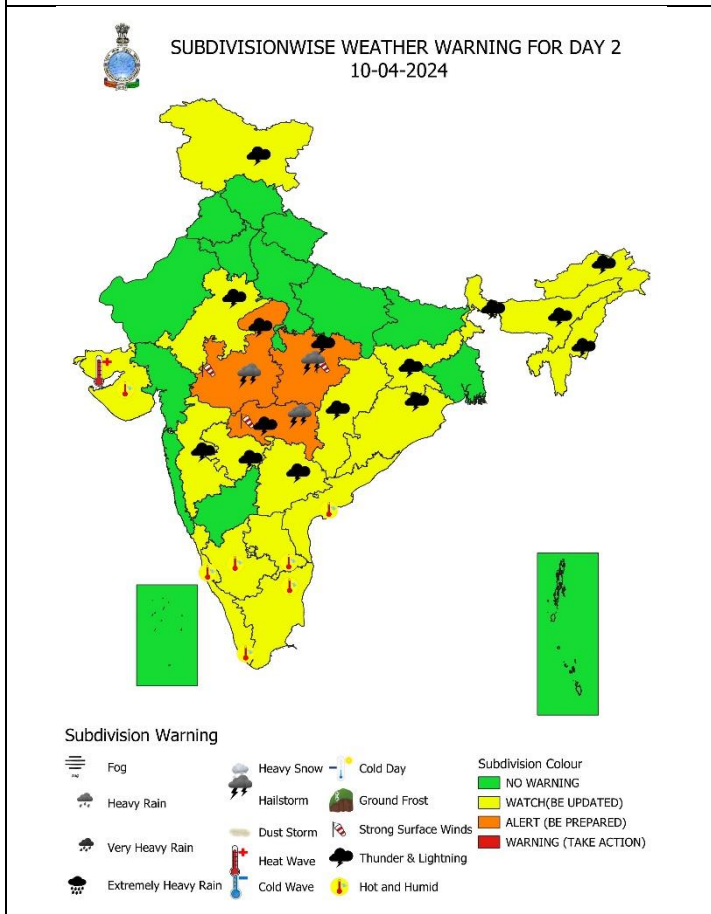 SUBDIVISIONWISE WEATHER WARNING FOR DAY 2
10-04-2024
Subdivision Warning
Fog
Heavy Rain
Very Heavy Rain
Extremely Heavy Rain
Heavy Snow
Hailstorm
Dust Storm
Heat Wave
Cold Wave
Cold Day
Ground Frost
Strong Surface Winds
Thunder & Lightning
Hot and Humid
Subdivision Colour
NO WARNING
WATCH(BE UPDATED)
ALERT (BE PREPARED)
WARNING (TAKE ACTION)